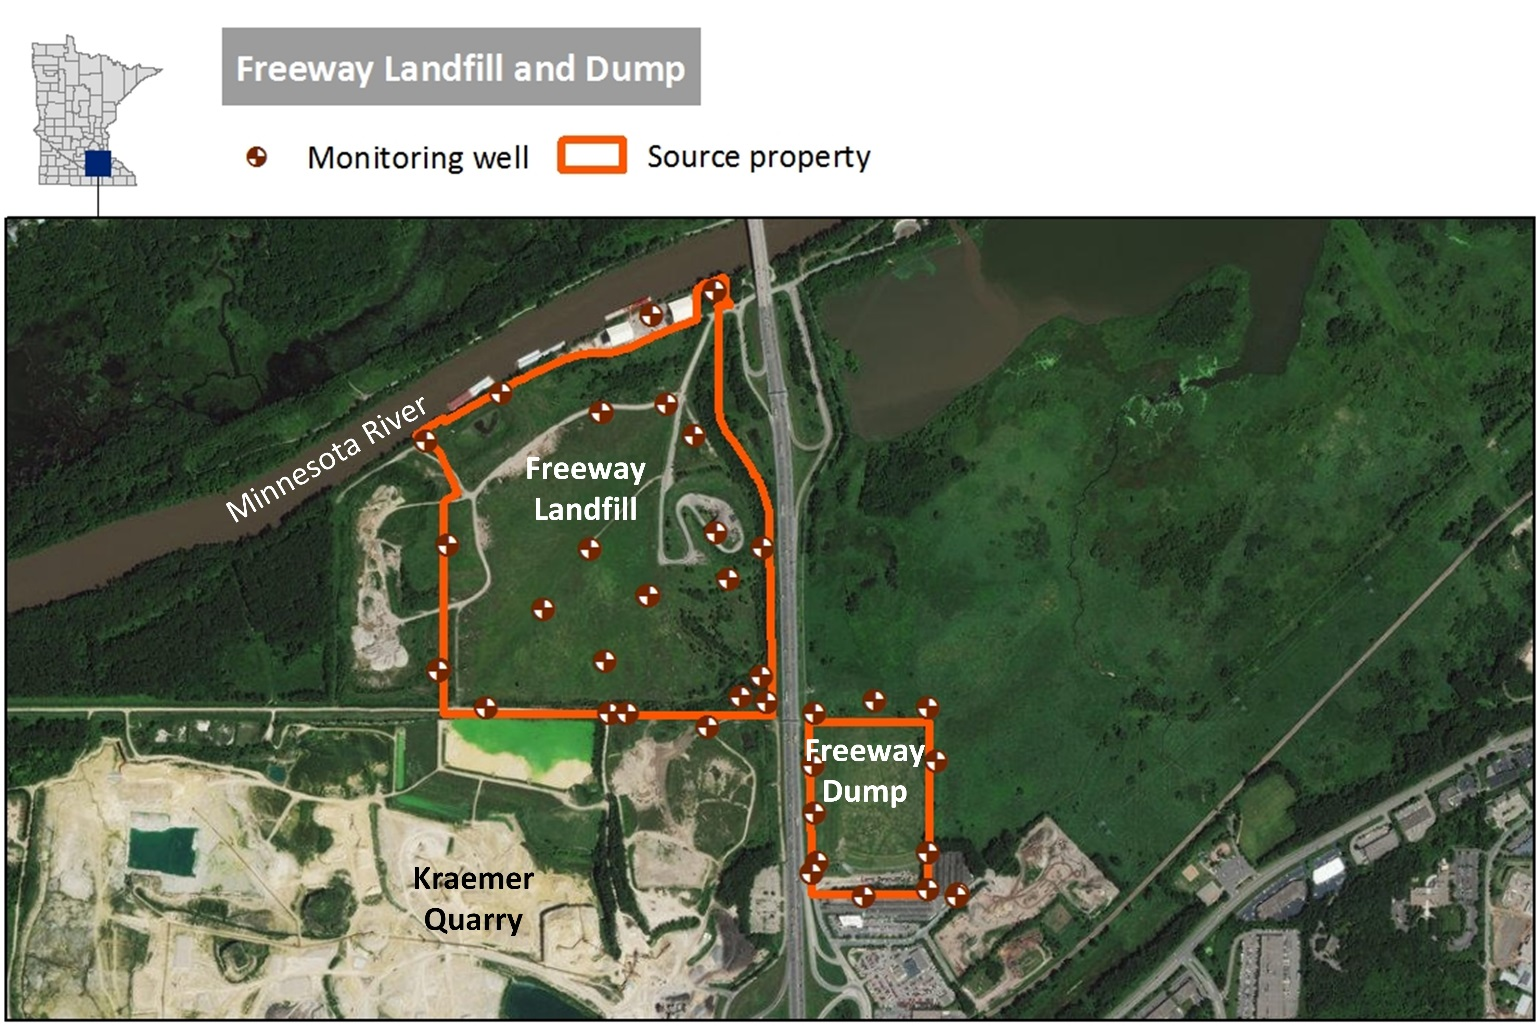 Freeway Landfill and Dump
Monitoring well
Source property
Minnesota River
Freeway
Landfill
Freeway
Dump
Kraemer
Quarry